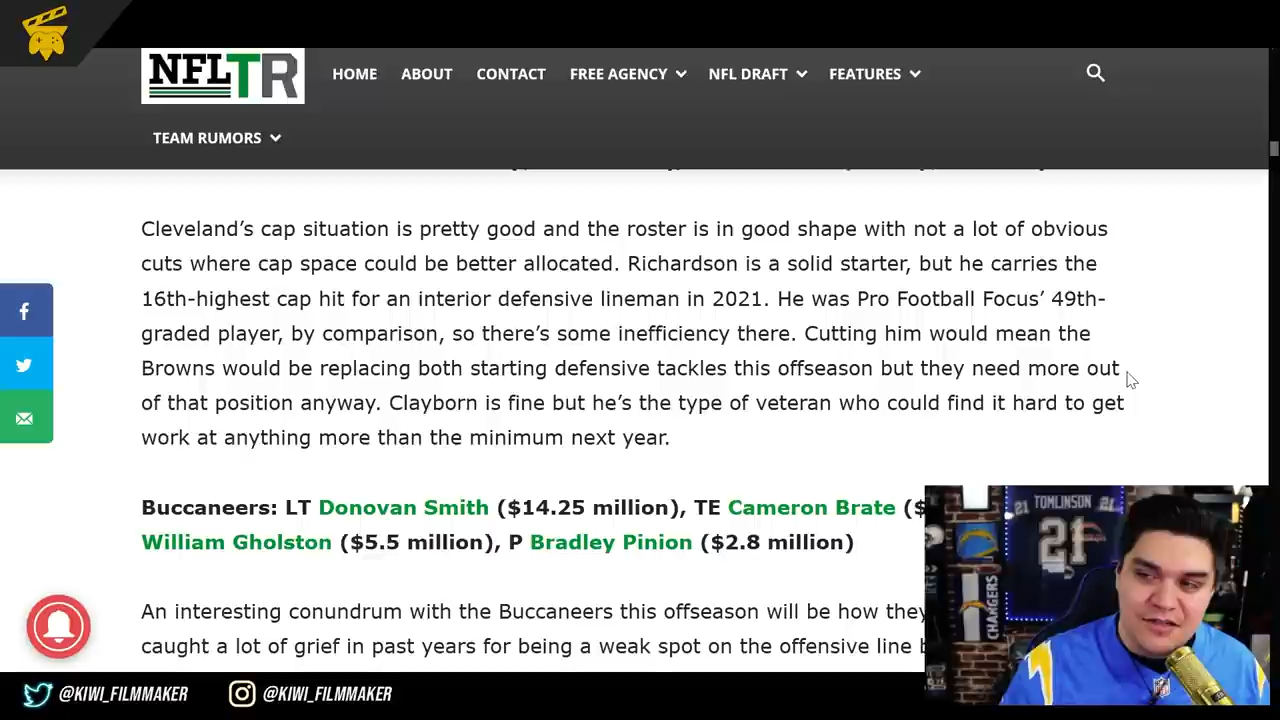 NFLTR HOME ABOUT CONTACT FREE AGENCY NFL DRAFT FEATURES
TEAM RUMORS
Cleveland’s cap situation is pretty good and the roster is in good shape with not a lot of obvious
cuts where cap space could be better allocated. Richardson is a solid starter, but he carries the
16th-highest cap hit for an interior defensive lineman in 2021. He was Pro Football Focus’ 49th-
graded player, by comparison, so there’s some inefficiency there. Cutting him would mean the
Browns would be replacing both starting defensive tackles this offseason but they need more out
of that position anyway. Clayborn is fine but he’s the type of veteran who could find it hard to get
work at anything more than the minimum next year.
Buccaneers: LT Donovan Smith ($14.25 million), TE Cameron Brate ($
William Gholston ($5.5 million), P Bradley Pinion ($2.8 million)
An interesting conundrum with the Buccaneers this offseason will be how they
caught a lot of grief in past years for being a weak spot on the offensive line
TOMLINSON
21 21
21
CHARGERS
@KIWI_FILMMAKER @KIWI_FILMMAKER